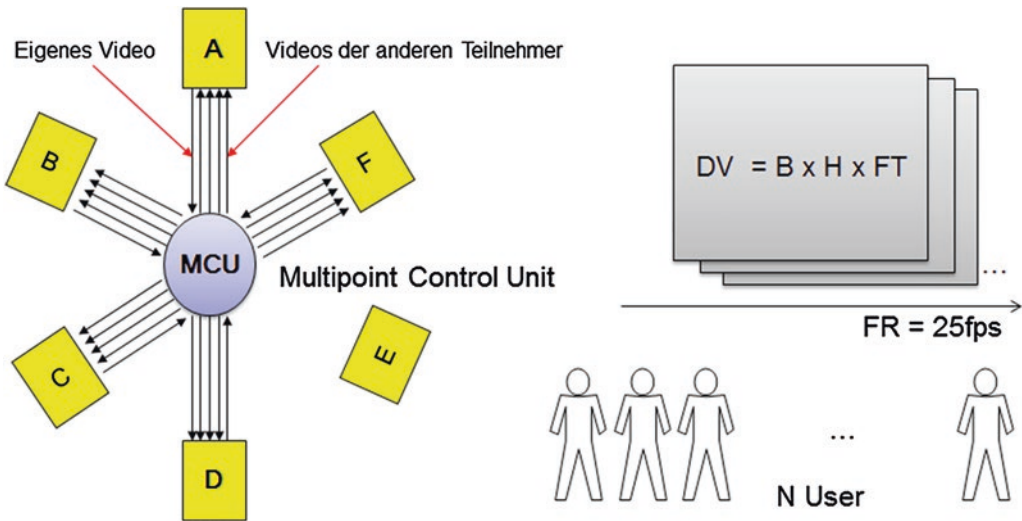 Eigenes Video
A
Videos der anderen Teilnehmer
B
F
MCU
Multipoint Control Unit
C
E
D
DV = B x H x FT
...
FR = 25fps
...
N User